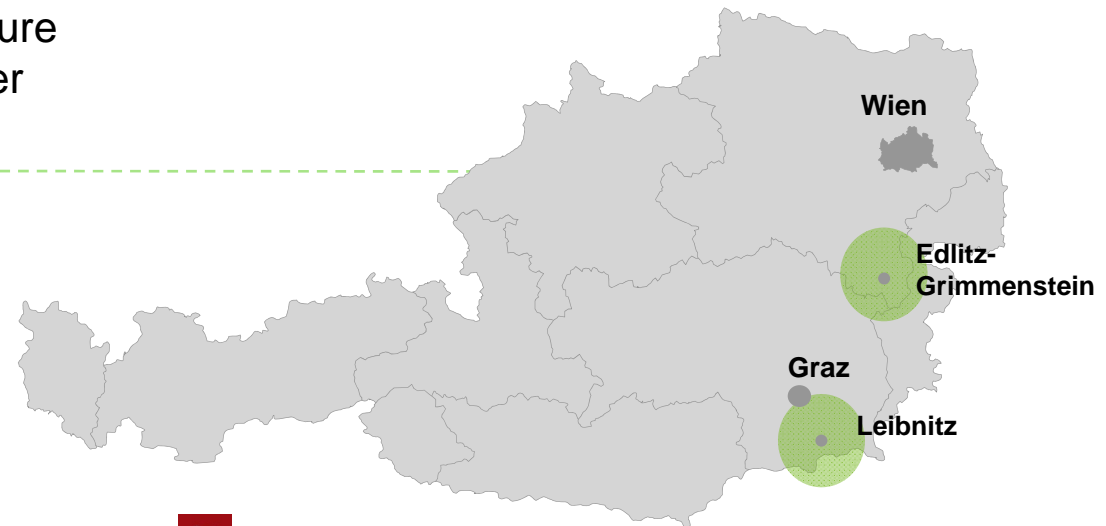 ure
er
Wien
Edlitz-
Grimmenstein
Graz
Leibnitz